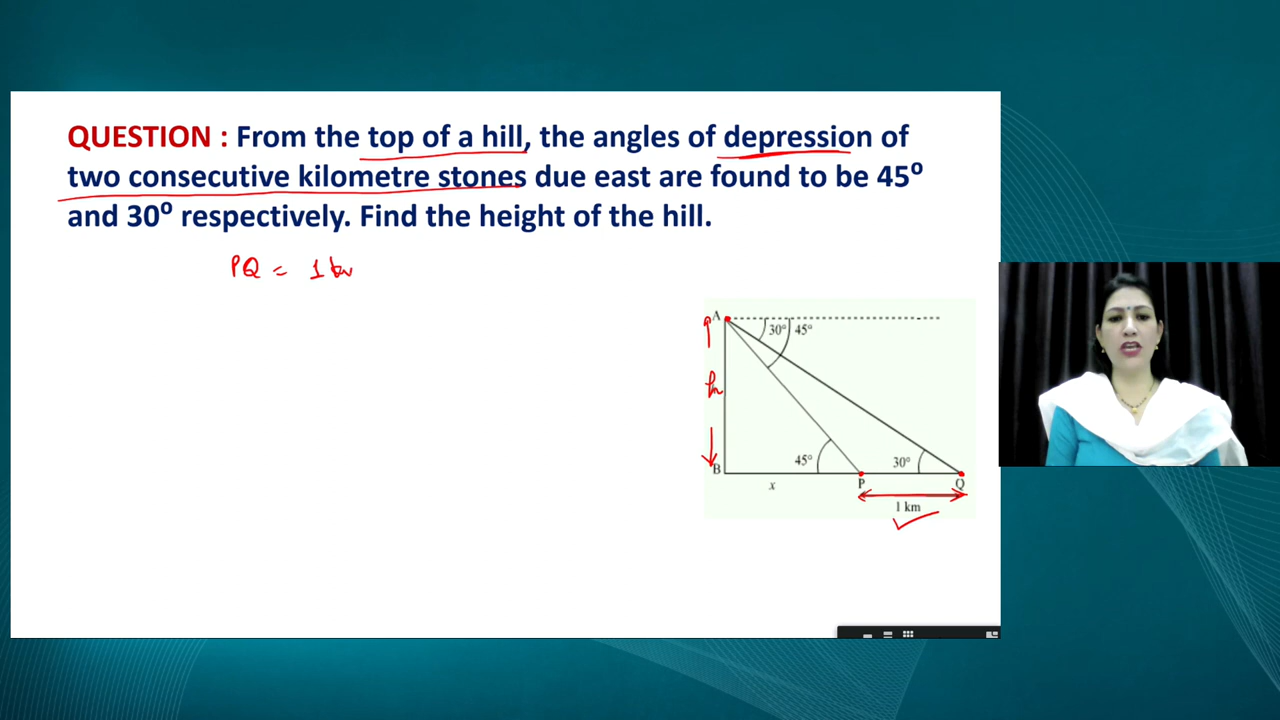 QUESTION : From the top of a hill, the angles of depression of
two consecutive kilometre stones due east are found to be 45⁰
and 30⁰ respectively. Find the height of the hill.
PQ = 1 km
A
30° 45°
h
45°
30°
B
x
P
Q
1 km